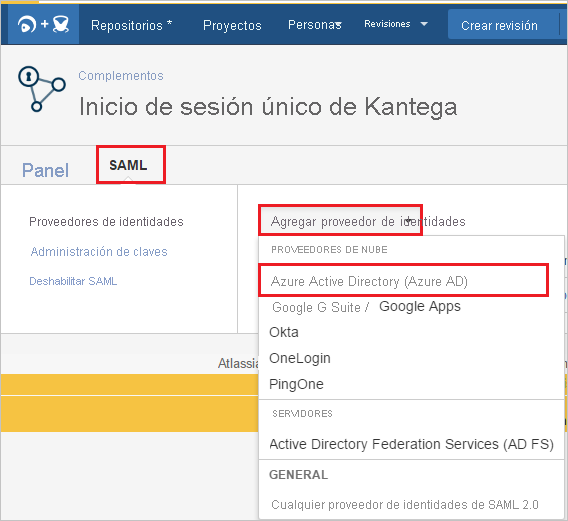 Repositorios * Proyectos Personas Revisiones Crear revisión
Complementos
Inicio de sesión único de Kantega
Panel SAML
Proveedores de identidades
Administración de claves
Deshabilitar SAML
Agregar proveedor de identidades
PROVEEDORES DE NUBE
Azure Active Directory (Azure AD)
Google G Suite / Google Apps
Okta
OneLogin
PingOne
SERVIDORES
Active Directory Federation Services (AD FS)
GENERAL
Cualquier proveedor de identidades de SAML 2.0
Atlassia